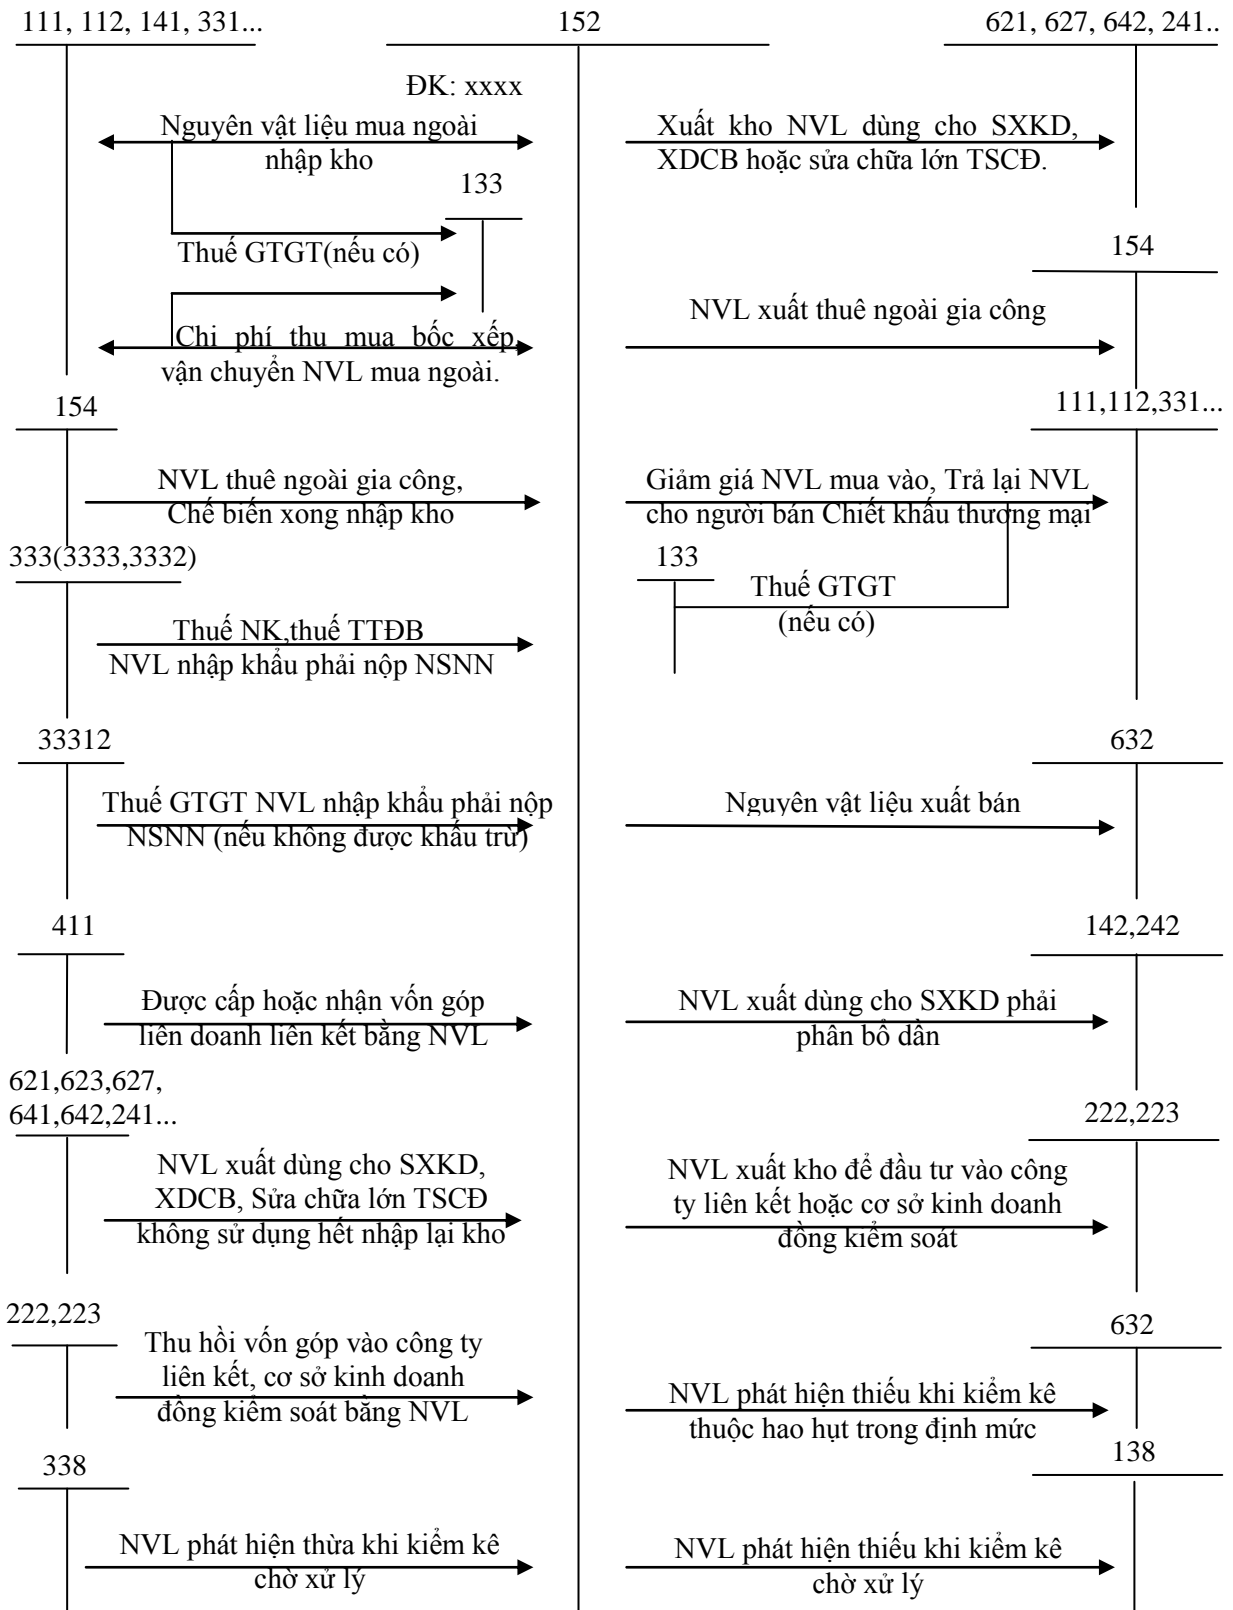 111, 112, 141, 331...
152
621, 627, 642, 241..
ĐK: xxxx
Nguyên vật liệu mua ngoài
nhập kho
Xuất kho NVL dùng cho SXKD,
XDCB hoặc sửa chữa lớn TSCĐ.
133
Thuế GTGT(nếu có)
154
NVL xuất thuê ngoài gia công
Chi phí thu mua bốc xếp,
vận chuyển NVL mua ngoài.
154
111,112,331...
NVL thuê ngoài gia công,
Chế biến xong nhập kho
Giảm giá NVL mua vào, Trả lại NVL
cho người bán Chiết khấu thương mại
333(3333,3332)
133
Thuế GTGT
(nếu có)
Thuế NK,thuế TTĐB
NVL nhập khẩu phải nộp NSNN
33312
632
Thuế GTGT NVL nhập khẩu phải nộp
NSNN (nếu không được khấu trừ)
Nguyên vật liệu xuất bán
411
142,242
Được cấp hoặc nhận vốn góp
liên doanh liên kết bằng NVL
NVL xuất dùng cho SXKD phải
phân bổ dần
621,623,627,
641,642,241...
222,223
NVL xuất dùng cho SXKD,
XDCB, Sửa chữa lớn TSCĐ
không sử dụng hết nhập lại kho
NVL xuất kho để đầu tư vào công
ty liên kết hoặc cơ sở kinh doanh
đồng kiểm soát
222,223
632
Thu hồi vốn góp vào công ty
liên kết, cơ sở kinh doanh
đồng kiểm soát bằng NVL
NVL phát hiện thiếu khi kiểm kê
thuộc hao hụt trong định mức
338
138
NVL phát hiện thừa khi kiểm kê
chờ xử lý
NVL phát hiện thiếu khi kiểm kê
chờ xử lý